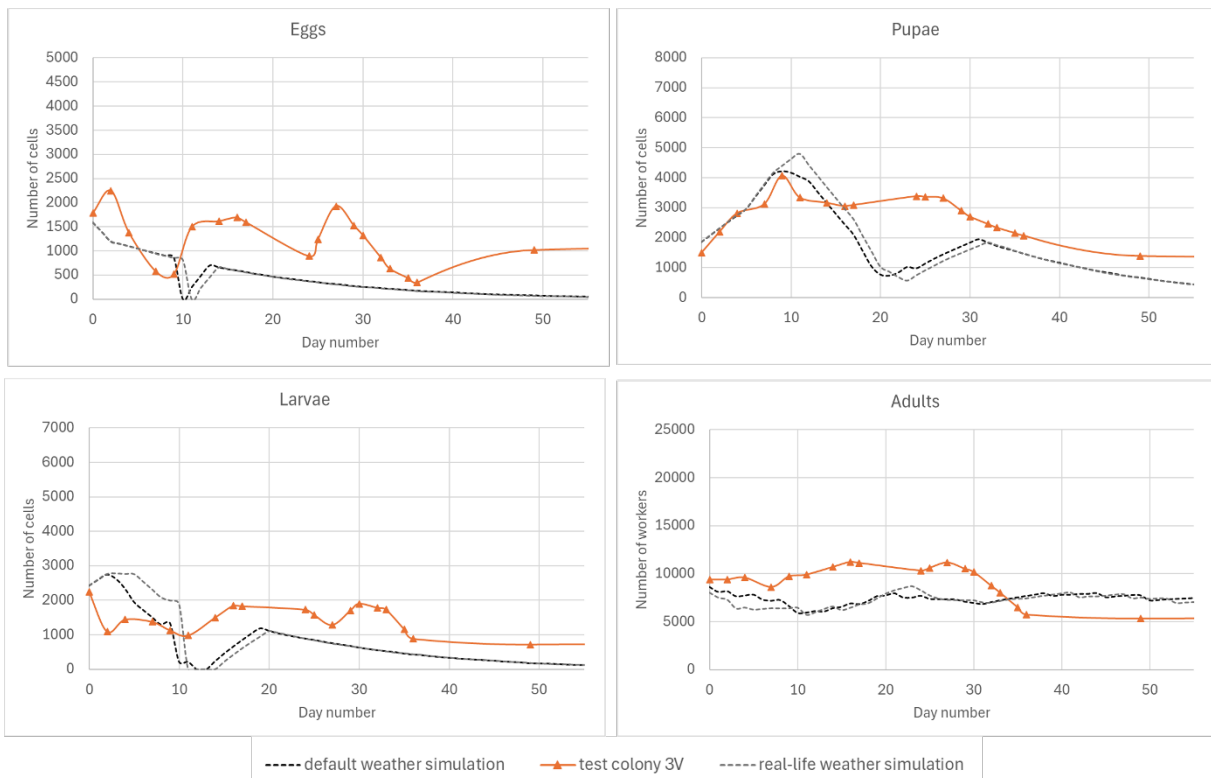 Eggs
Number of cells
5000
4500
4000
3500
3000
2500
2000
1500
1000
500
0
0 10 20 30 40 50
Day number
Pupae
Number of cells
8000
7000
6000
5000
4000
3000
2000
1000
0
0 10 20 30 40 50
Day number
Larvae
Number of cells
7000
6000
5000
4000
3000
2000
1000
0
0 10 20 30 40 50
Day number
Adults
Number of workers
25000
20000
15000
10000
5000
0
0 10 20 30 40 50
Day number
default weather simulation test colony 3V real-life weather simulation